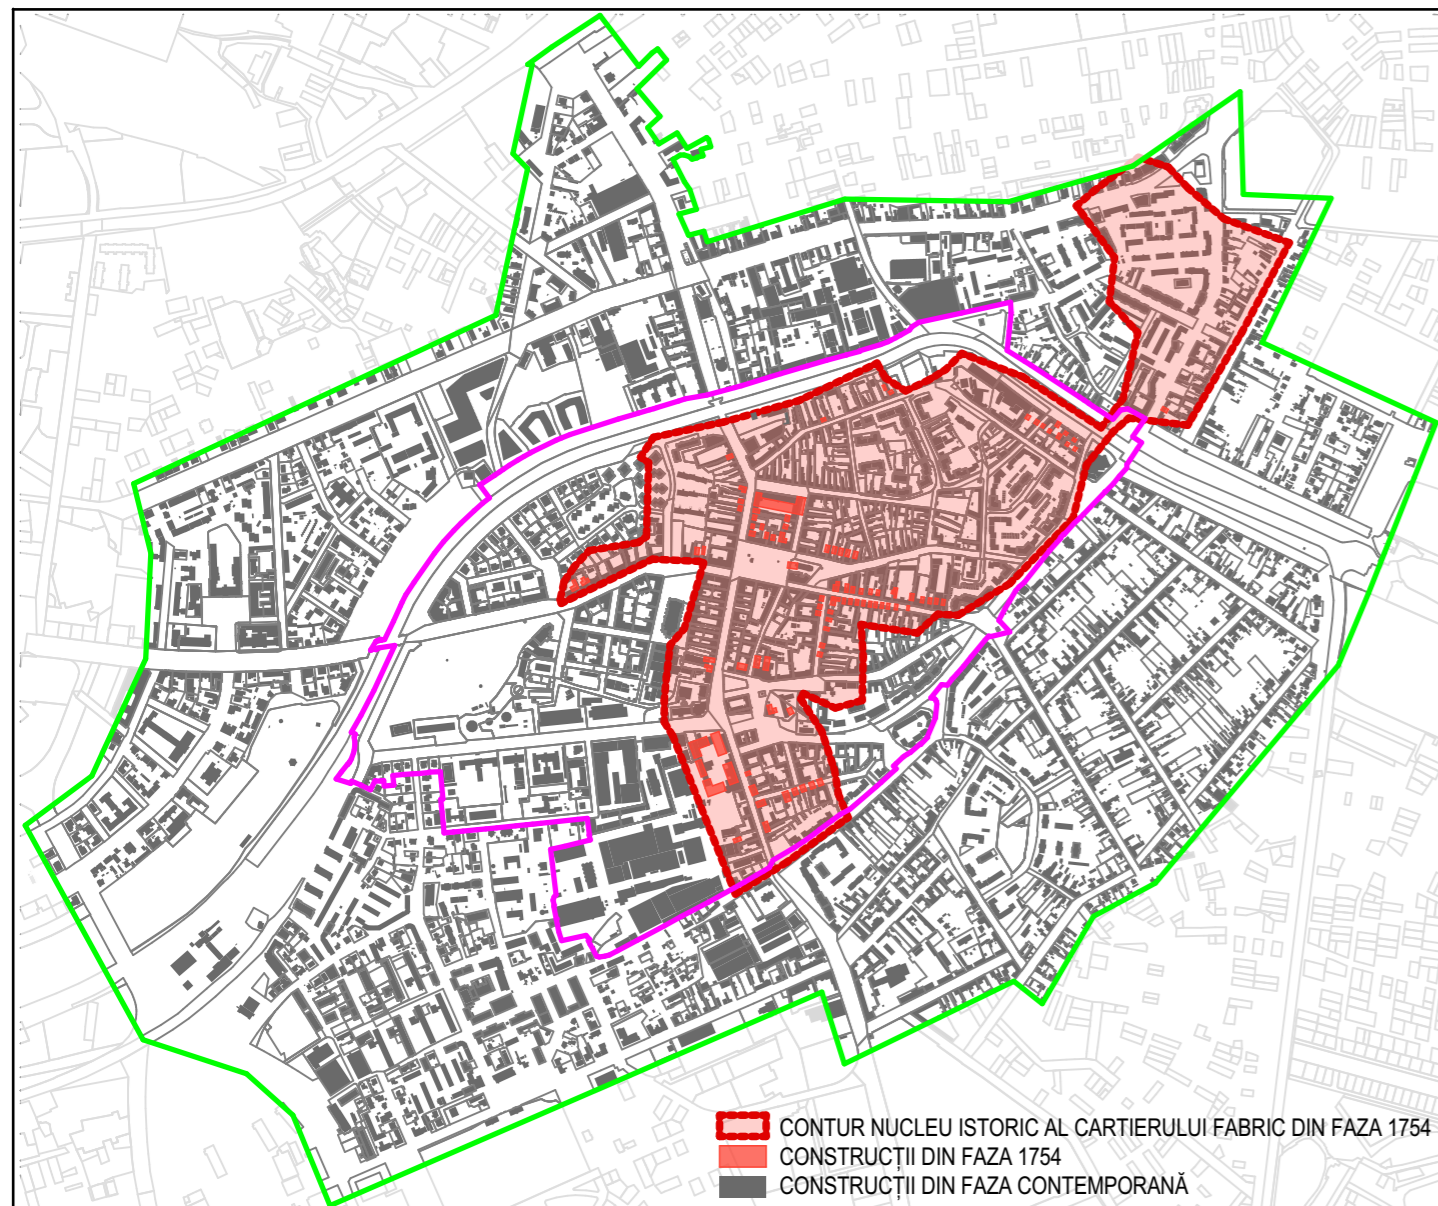 CONTUR NUCLEU ISTORIC AL CARTIERULUI FABRIC DIN FAZA 1754
CONSTRUCȚII DIN FAZA 1754
CONSTRUCȚII DIN FAZA CONTEMPORANĂ